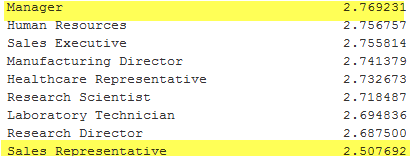 Manager 2.769231
Human Resources 2.756757
Sales Executive 2.755814
Manufacturing Director 2.741379
Healthcare Representative 2.732673
Research Scientist 2.718487
Laboratory Technician 2.694836
Research Director 2.687500
Sales Representative 2.507692